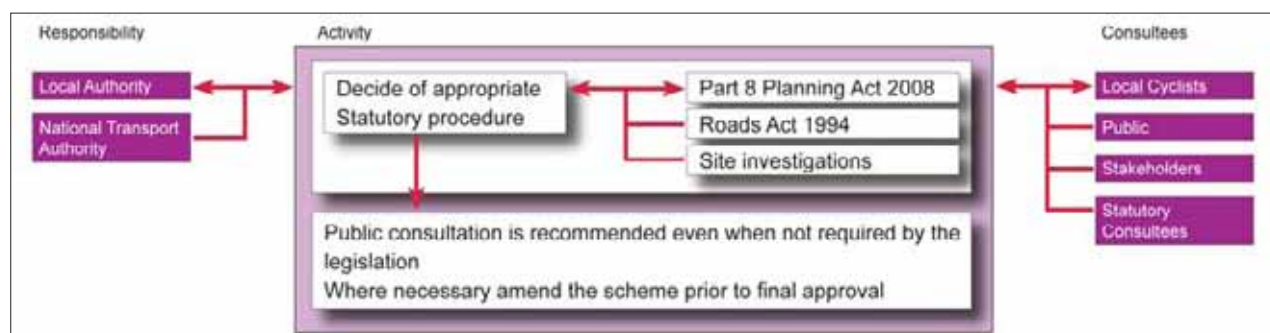 Responsibility
Local Authority
National Transport
Authority
Activity
Decide of appropriate
Statutory procedure
Part 8 Planning Act 2008
Roads Act 1994
Site investigations
Public consultation is recommended even when not required by the
legislation
Where necessary amend the scheme prior to final approval
Consultees
Local Cyclists
Public
Stakeholders
Statutory
Consultees